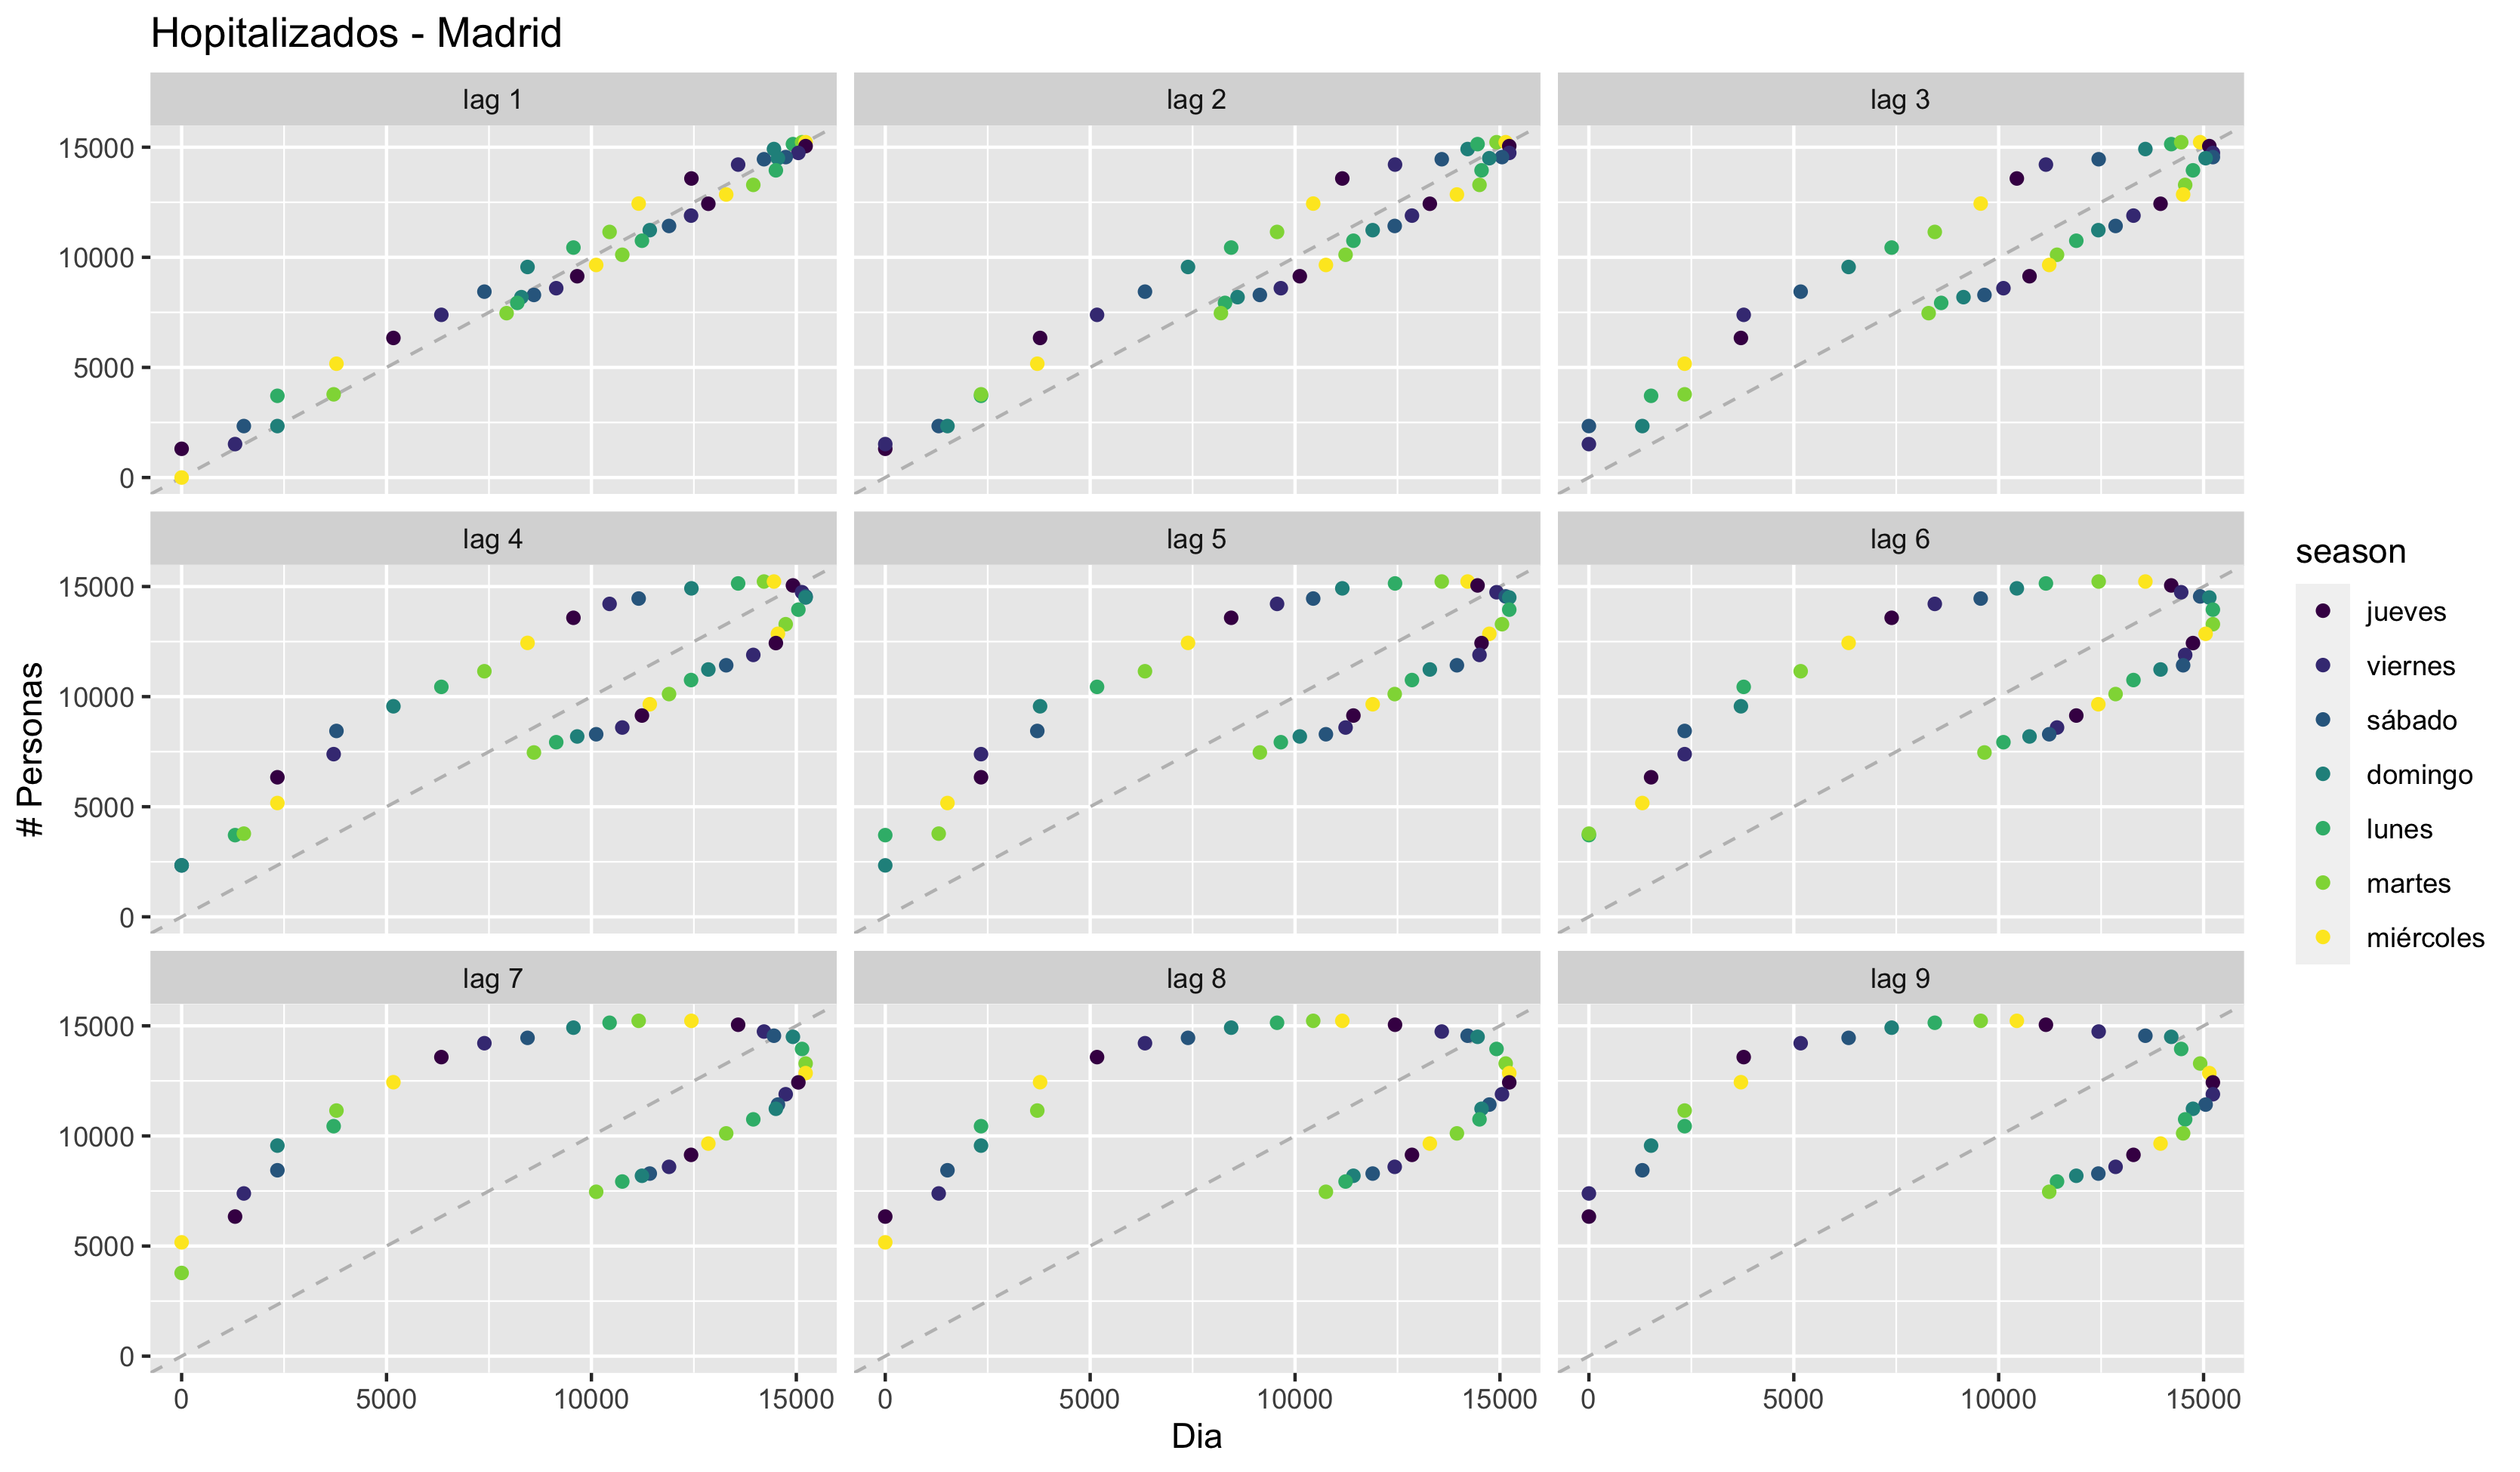 Hopitalizados - Madrid
lag 1
lag 2
lag 3
15000
10000
5000
0
lag 4
lag 5
lag 6
15000
10000
5000
0
lag 7
lag 8
lag 9
15000
10000
5000
0
0 5000 10000 15000
0 5000 10000 15000
0 5000 10000 15000
Dia
# Personas
season
jueves
viernes
sábado
domingo
lunes
martes
miércoles